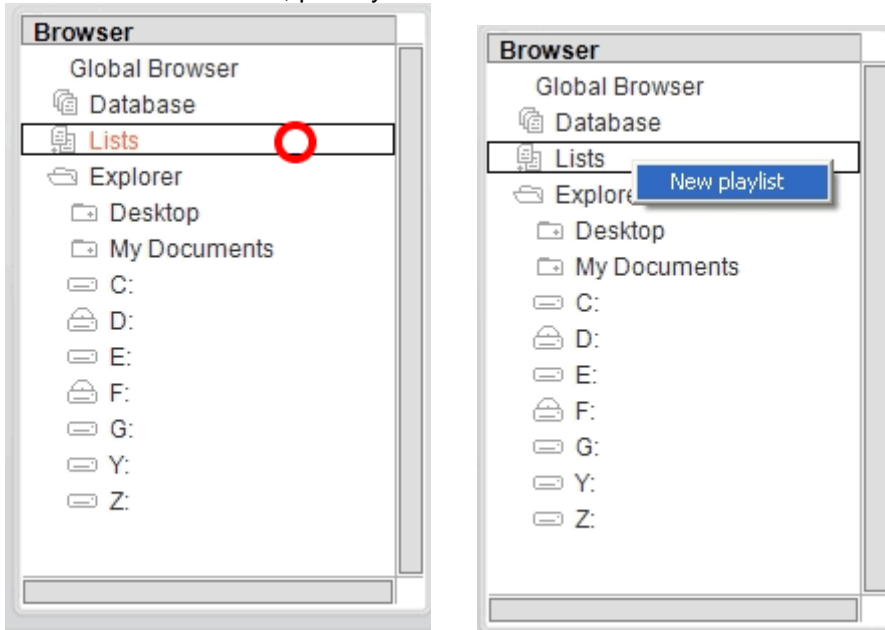 Browser
Global Browser
Database
Lists
Explorer
Desktop
My Documents
C:
D:
E:
F:
G:
Y:
Z:
Browser
Global Browser
Database
Lists
New playlist
Explore
Desktop
My Documents
C:
D:
E:
F:
G:
Y:
Z: